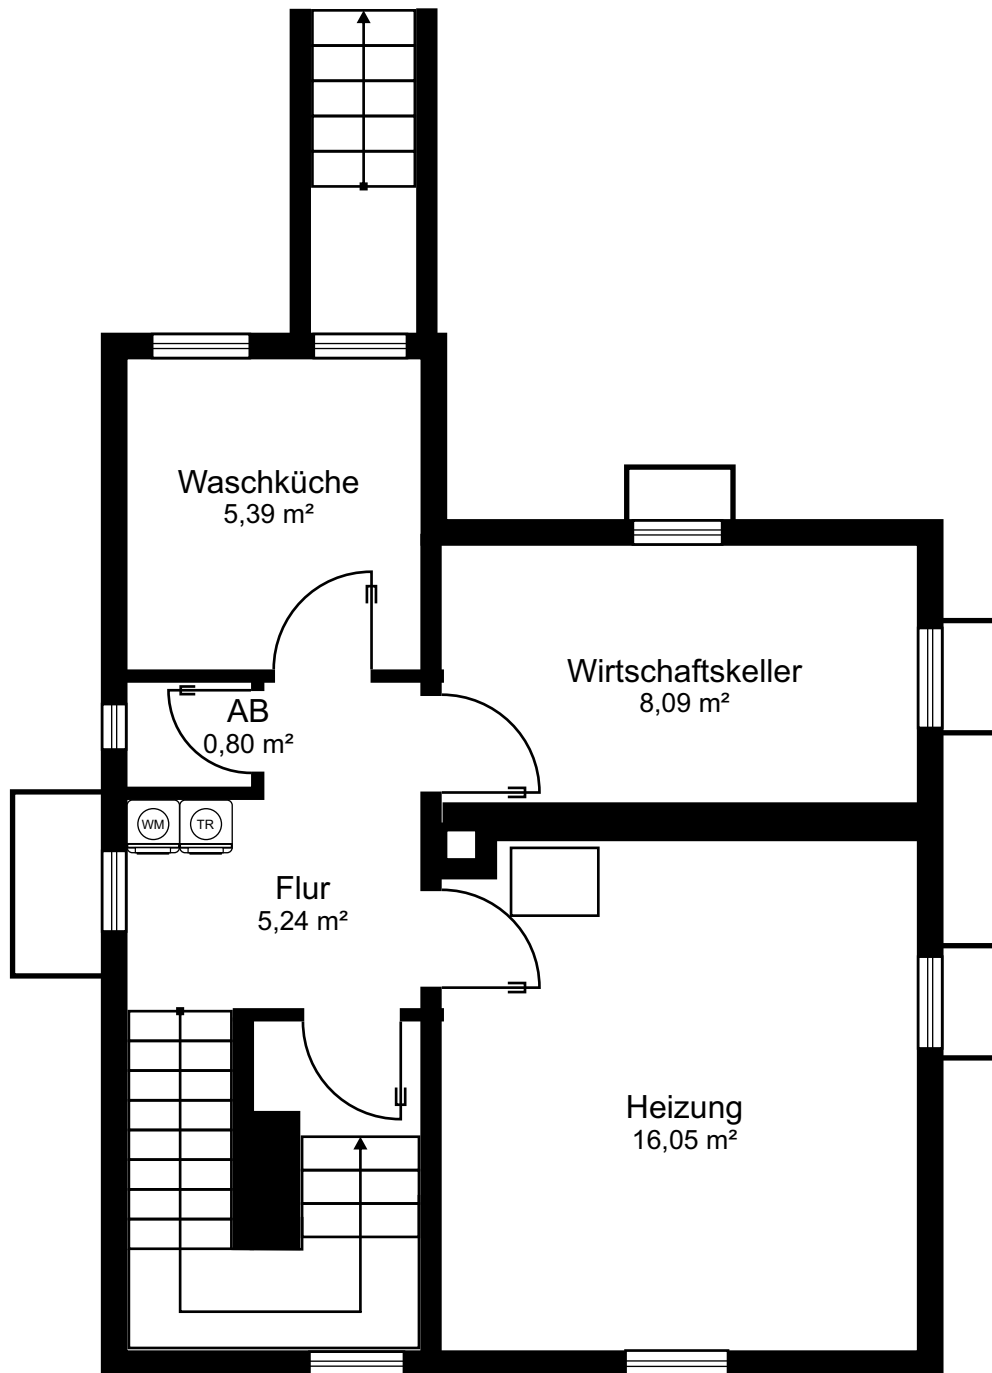 Waschküche
5,39 m²
Wirtschaftskeller
8,09 m²
AB
0,80 m²
WM
TR
Flur
5,24 m²
Heizung
16,05 m²